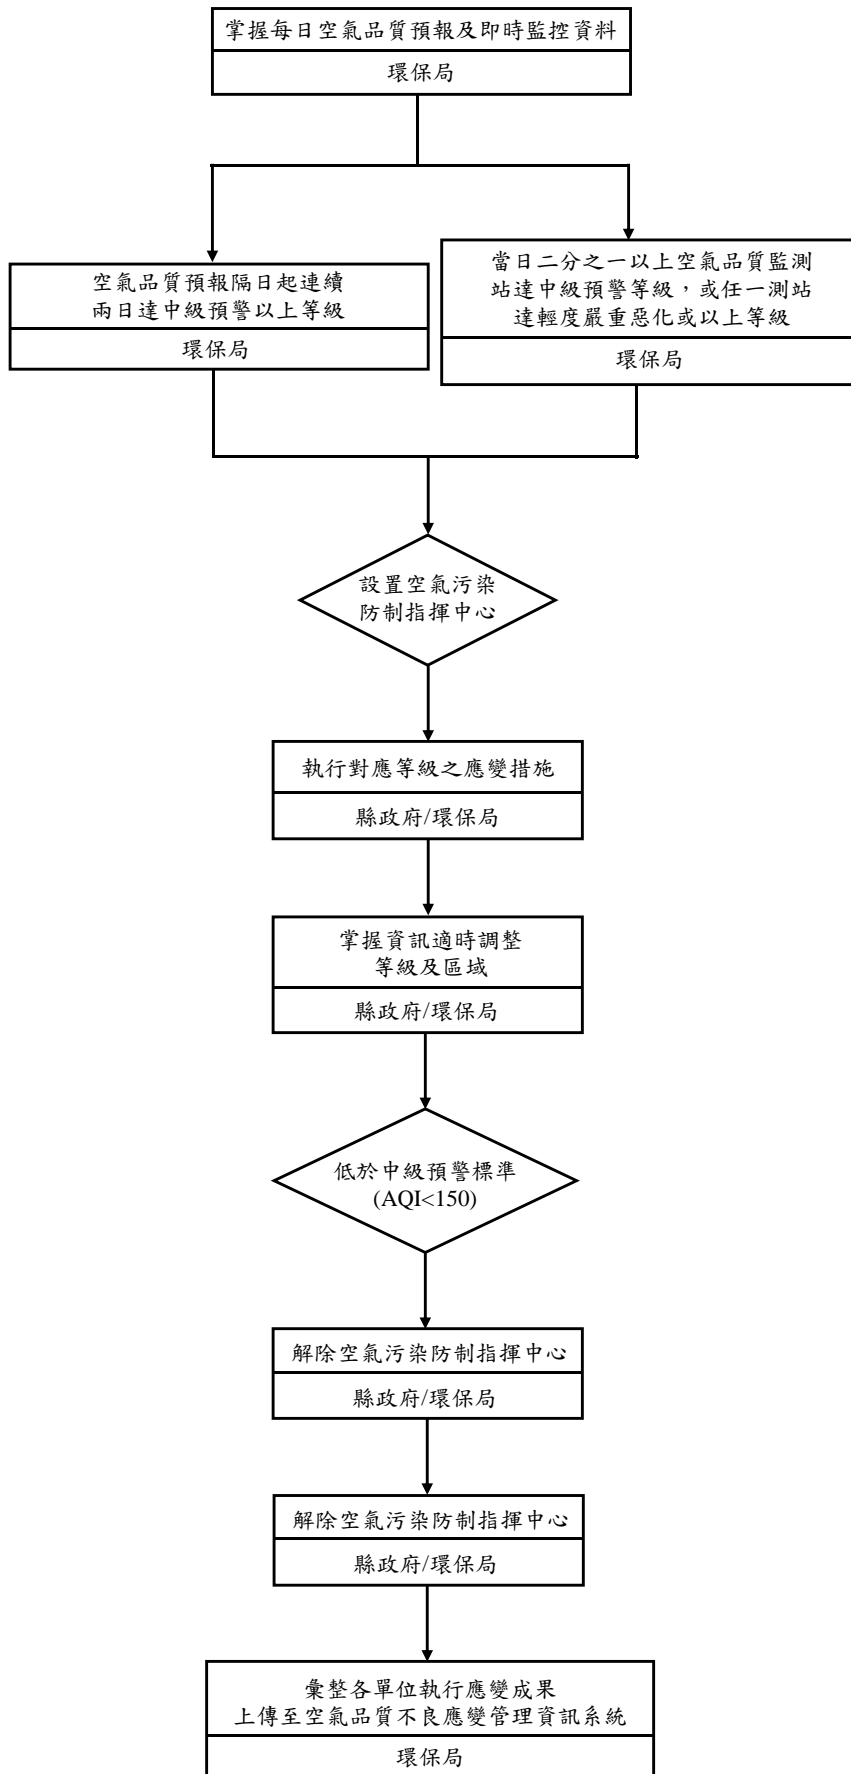 掌握每日空氣品質預報及即時監控資料
環保局
空氣品質預報隔日起連續
兩日達中級預警以上等級
環保局
當日二分之一以上空氣品質監測
站達中級預警等級，或任一測站
達輕度嚴重惡化或以上等級
環保局
設置空氣污染
防制指揮中心
執行對應等級之應變措施
縣政府/環保局
掌握資訊適時調整
等級及區域
縣政府/環保局
低於中級預警標準
(AQI<150)
解除空氣污染防制指揮中心
縣政府/環保局
解除空氣污染防制指揮中心
縣政府/環保局
彙整各單位執行應變成果
上傳至空氣品質不良應變管理資訊系統
環保局